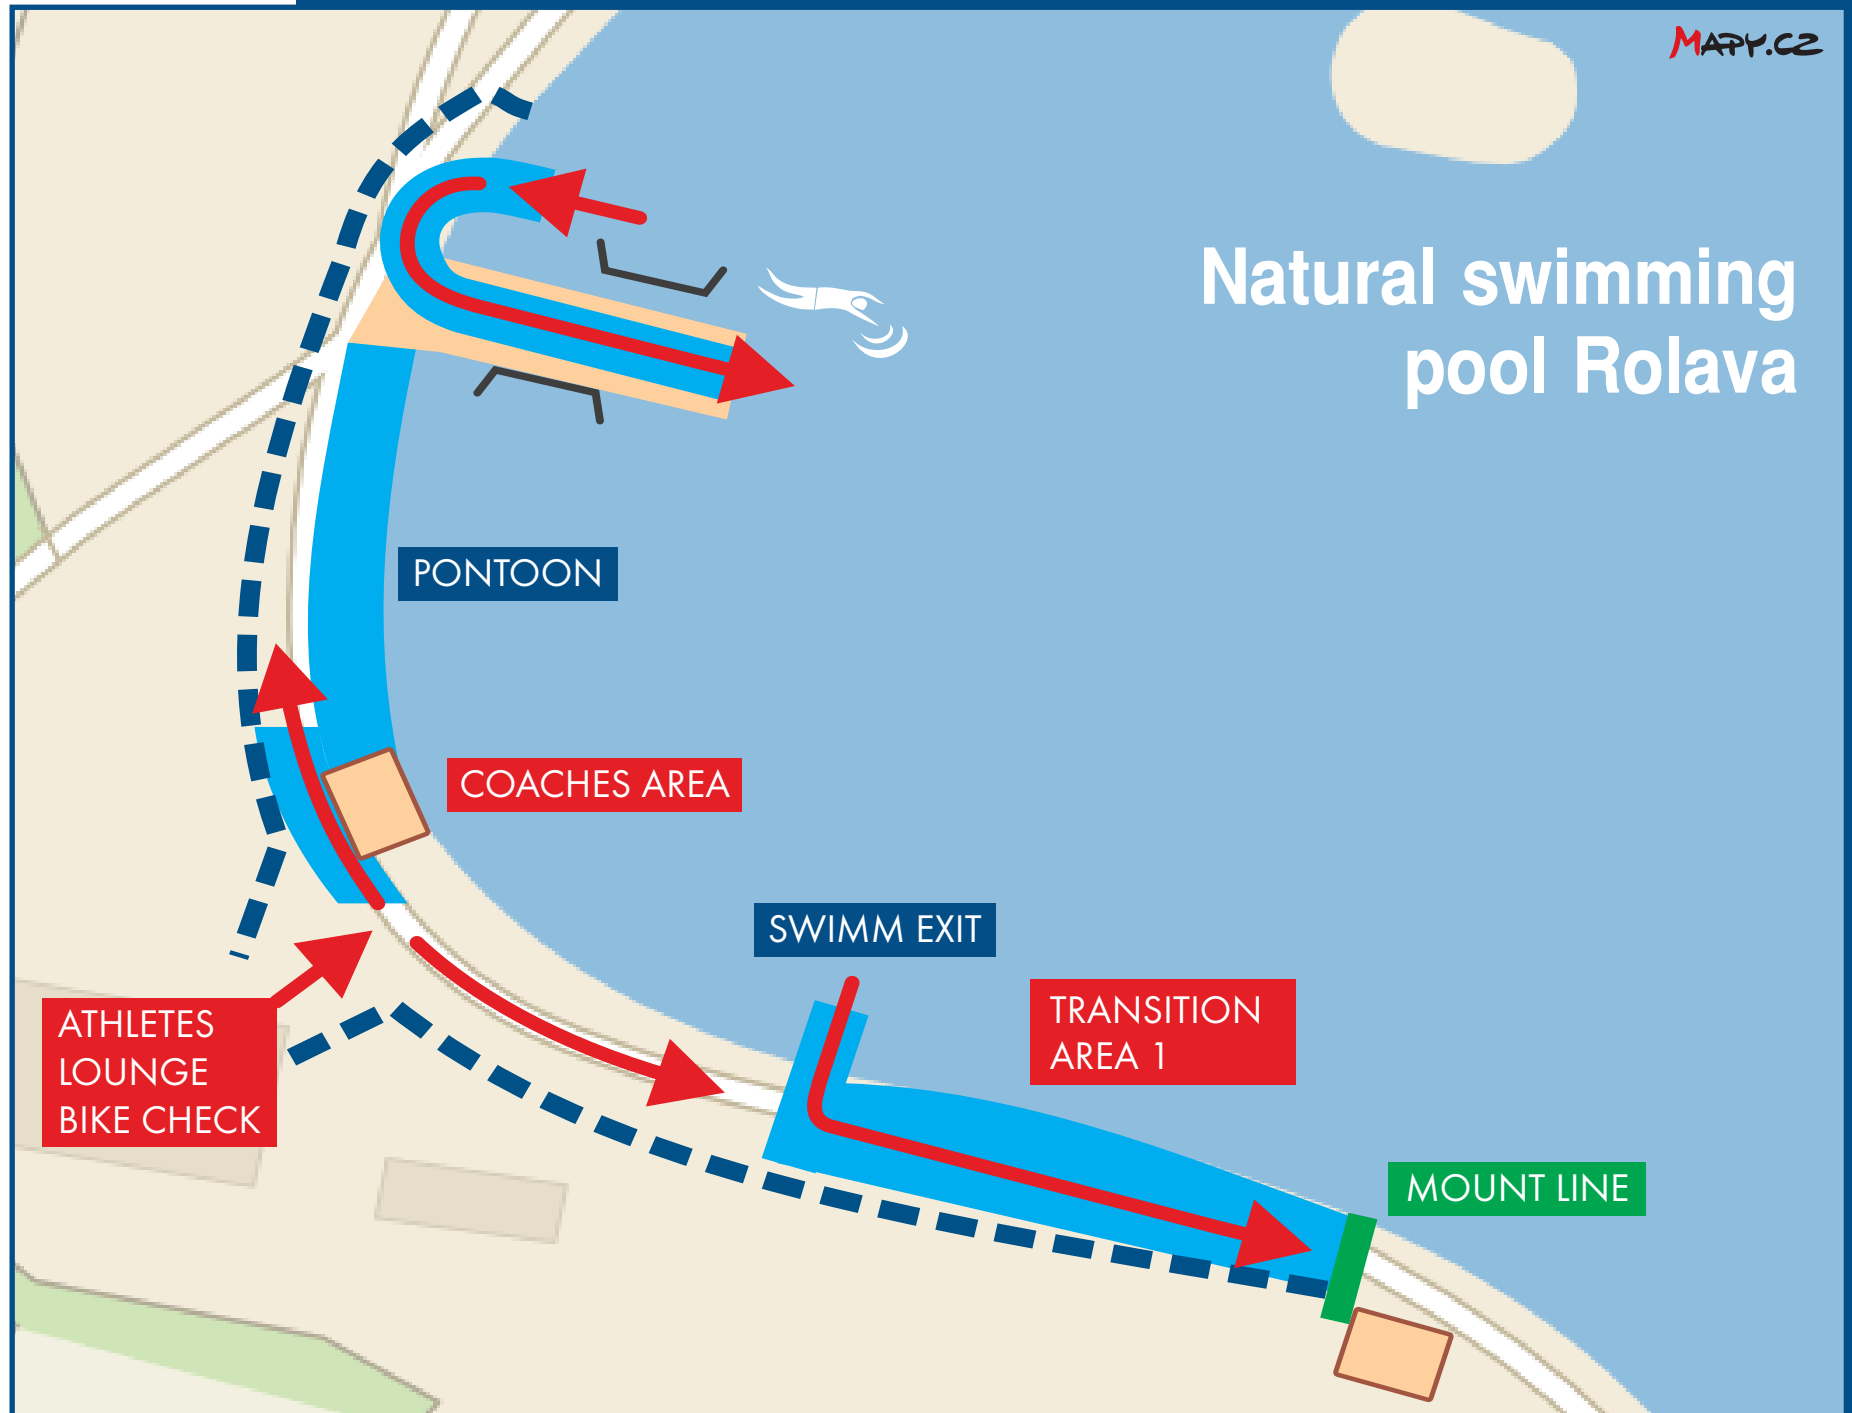 MAPY.CZ
Natural swimming
pool Rolava
PONTOON
COACHES AREA
SWIMM EXIT
TRANSITION
AREA 1
ATHLETES
LOUNGE
BIKE CHECK
MOUNT LINE